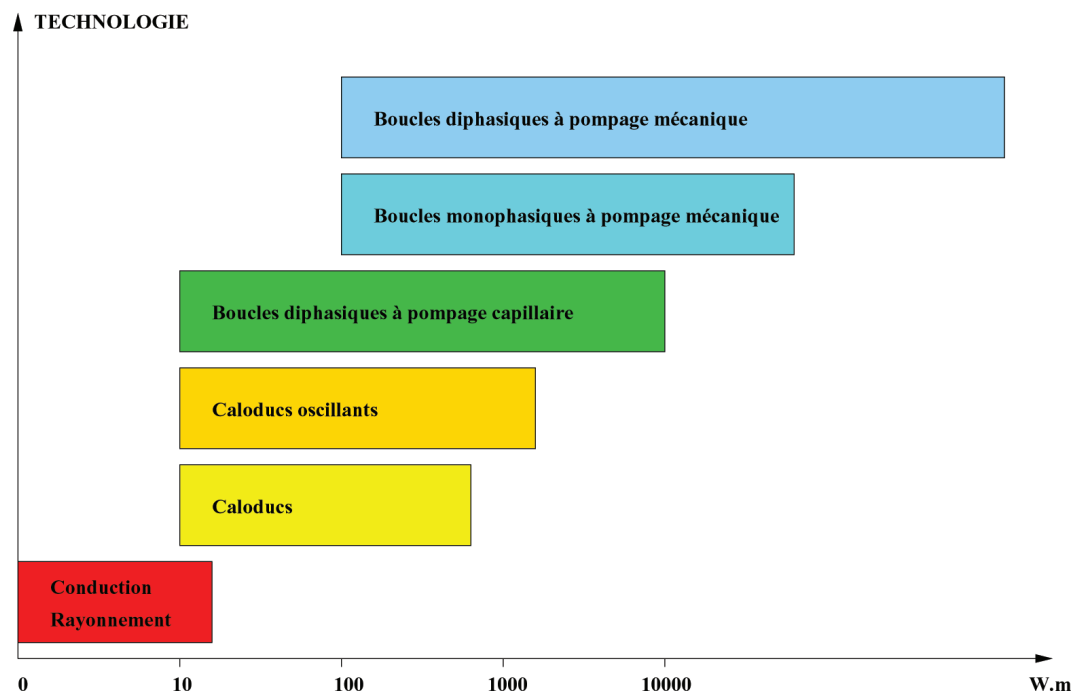 TECHNOLOGIE
Boucles diphasiques à pompage mécanique
Boucles monophasiques à pompage mécanique
Boucles diphasiques à pompage capillaire
Caloducs oscillants
Caloducs
Conduction
Rayonnement
0 10 100 1000 10000 W.m